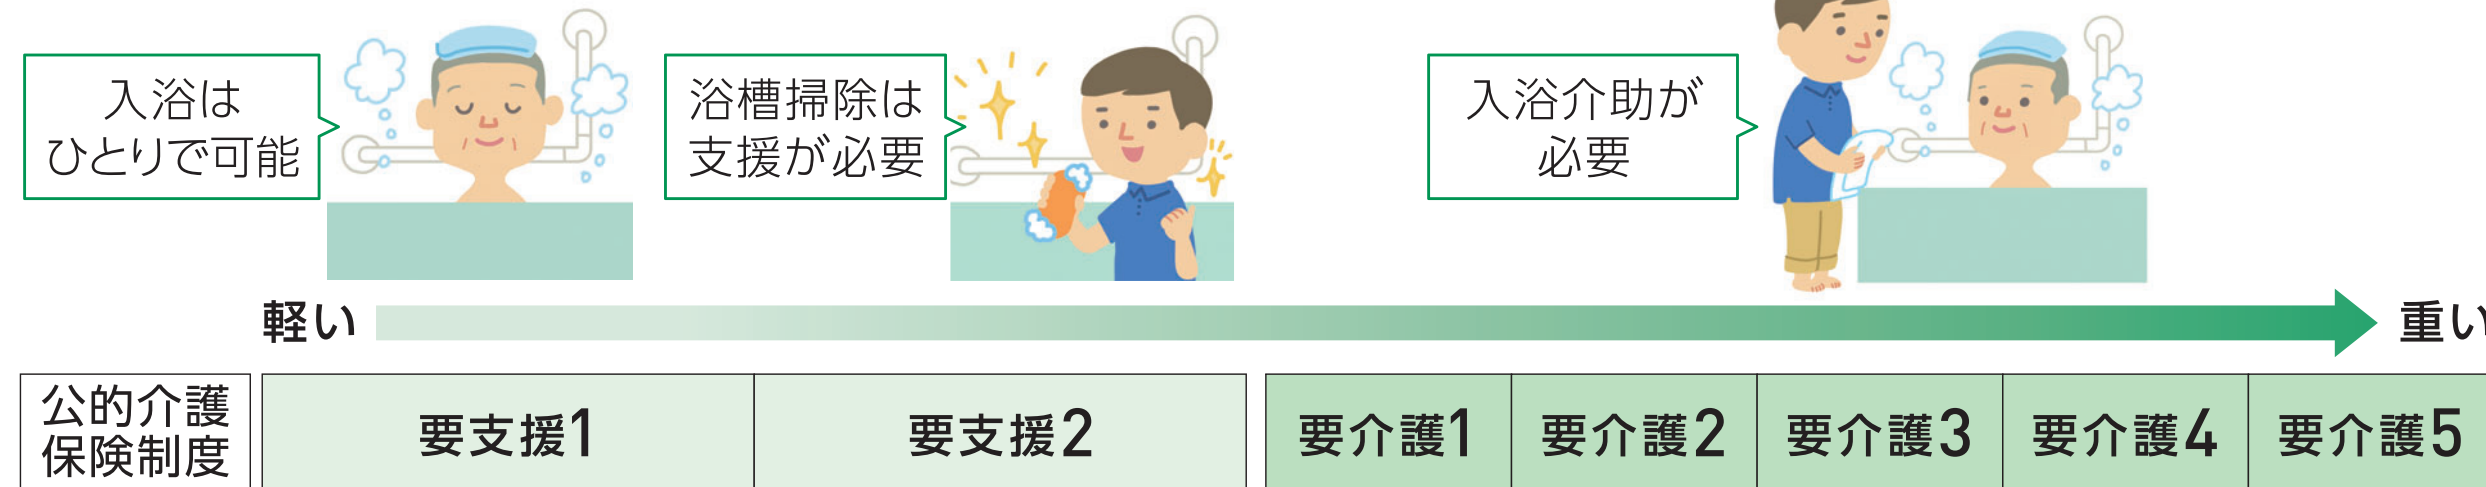 入浴は
ひとりで可能
浴槽掃除は
支援が必要
入浴介助が
必要
軽い
重い
公的介護
保険制度
要支援1
要支援2
要介護1
要介護2
要介護3
要介護4
要介護5